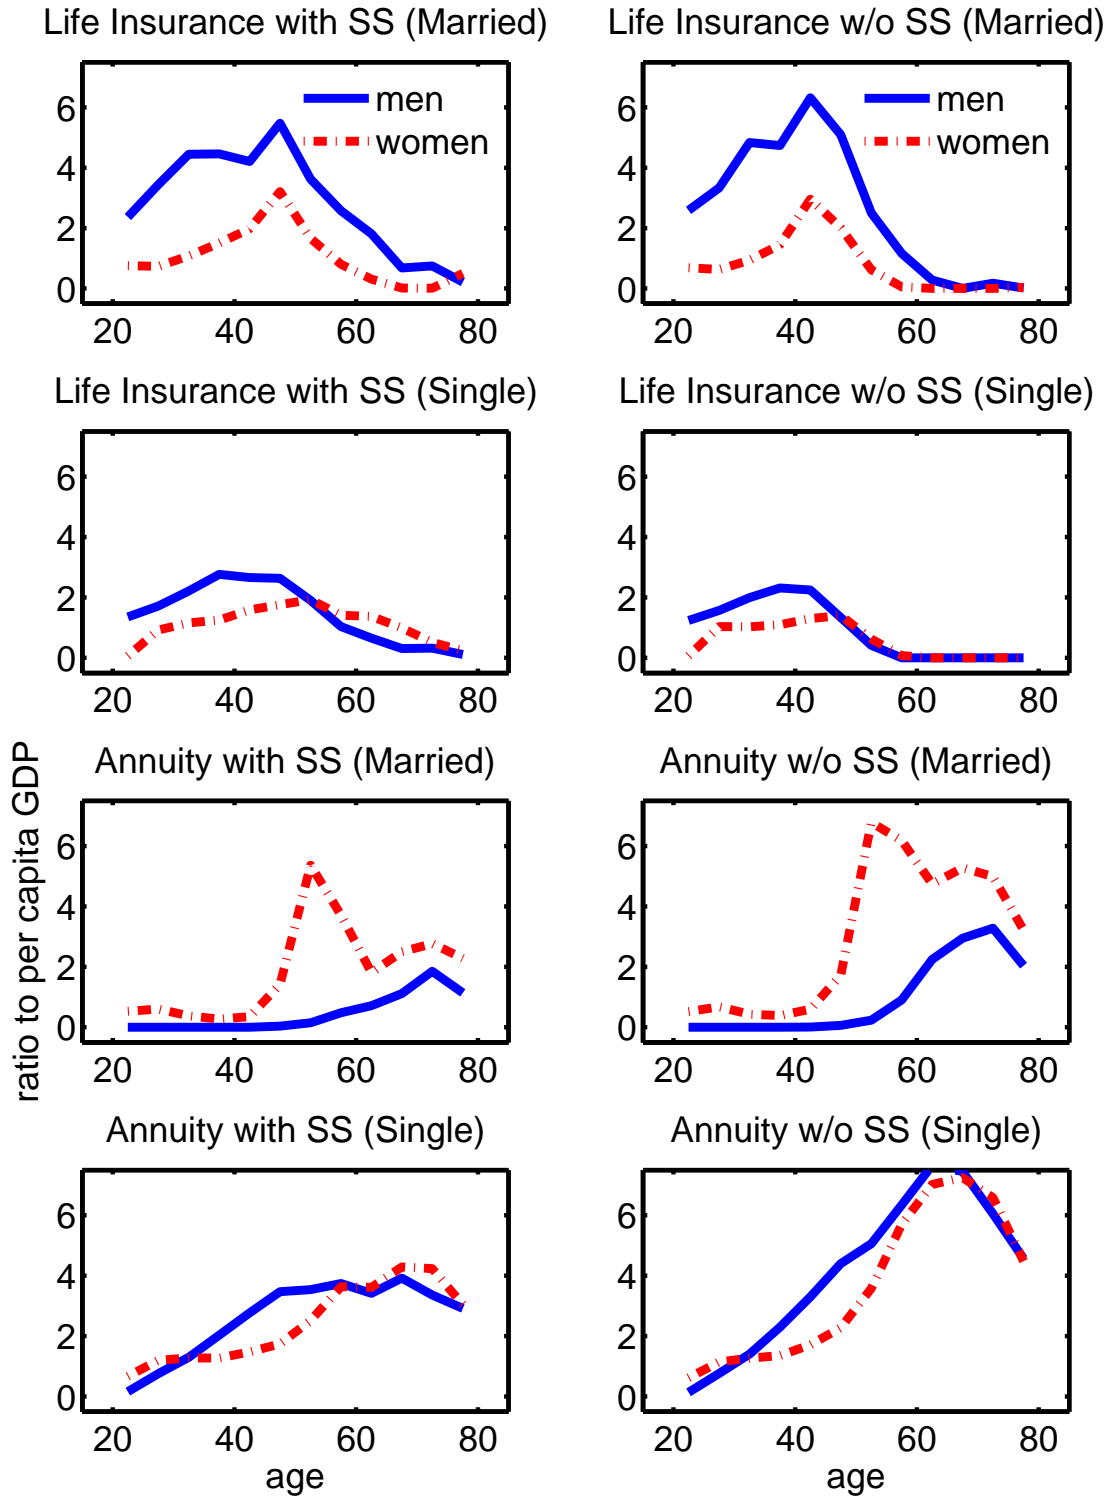 Life Insurance with SS (Married)
6
4
2
0
20 40 60 80
men
women
Life Insurance w/o SS (Married)
6
4
2
0
20 40 60 80
men
women
Life Insurance with SS (Single)
6
4
2
0
20 40 60 80
Life Insurance w/o SS (Single)
6
4
2
0
20 40 60 80
ratio to per capita GDP
Annuity with SS (Married)
6
4
2
0
20 40 60 80
Annuity w/o SS (Married)
6
4
2
0
20 40 60 80
Annuity with SS (Single)
6
4
2
0
20 40 60 80
age
Annuity w/o SS (Single)
6
4
2
0
20 40 60 80
age